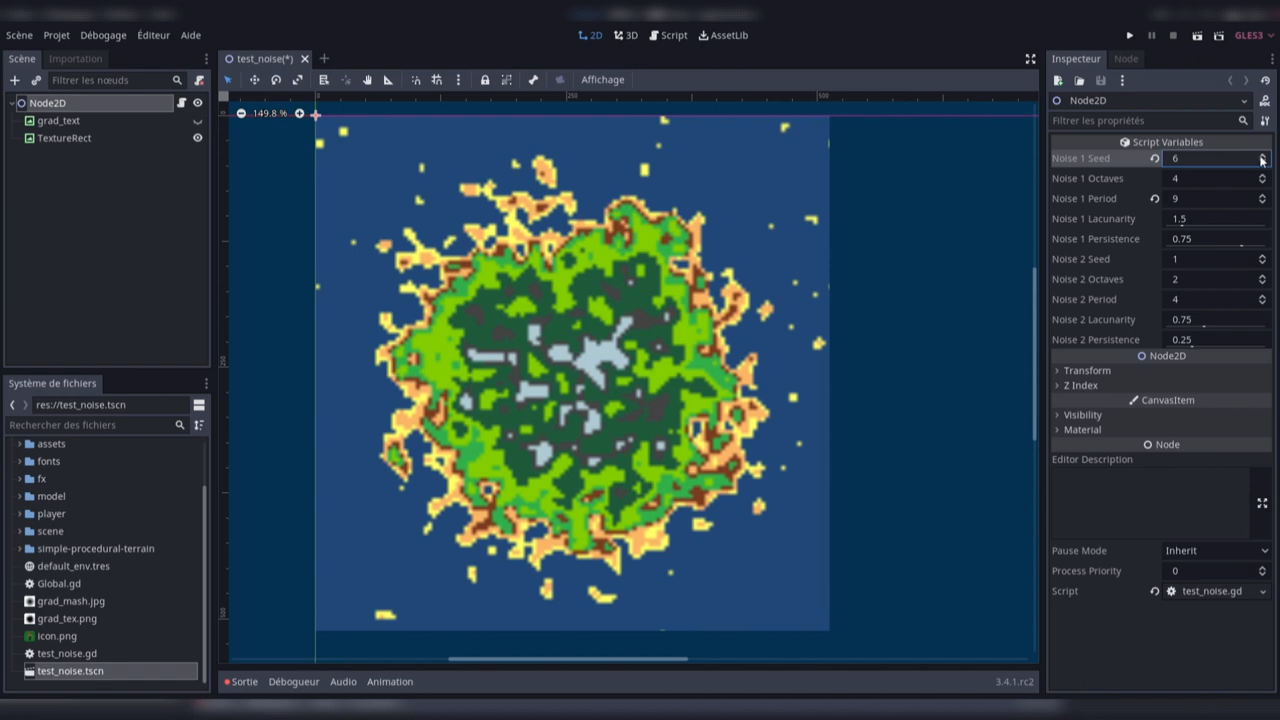 Scène Projet Débogage Éditeur Aide 2D 3D Script AssetLib GLES3
Scène Importation
Filtrer les nœuds
Node2D
grad_text
TextureRect
Système de fichiers
res://test_noise.tscn
Rechercher des fichiers
assets
fonts
fx
model
player
scene
simple-procedural-terrain
default_env.tres
Global.gd
grad_mash.jpg
grad_tex.png
icon.png
test_noise.gd
test_noise.tscn
test_noise(*)
Affichage
0 250 500
149.8 %
250
500
Sortie Débogueur Audio Animation 3.4.1.rc2
Inspecteur Node
Node2D
Filtrer les propriétés
Script Variables
Noise 1 Seed 6
Noise 1 Octaves 4
Noise 1 Period 9
Noise 1 Lacunarity 1.5
Noise 1 Persistence 0.75
Noise 2 Seed 1
Noise 2 Octaves 2
Noise 2 Period 4
Noise 2 Lacunarity 0.75
Noise 2 Persistence 0.25
Node2D
Transform
Z Index
CanvasItem
Visibility
Material
Node
Editor Description
Pause Mode Inherit
Process Priority 0
Script test_noise.gd